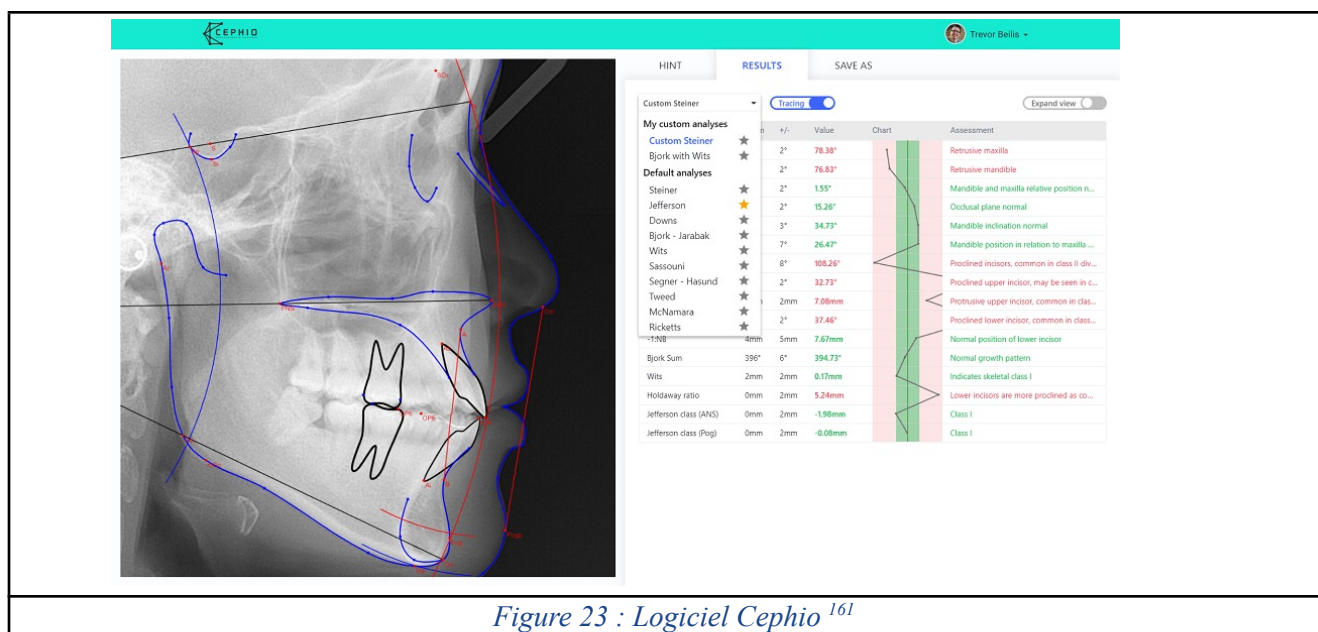 CEPHIO
Trevor Beilis
HINT RESULTS SAVE AS
Custom Steiner Tracing Expand view
My custom analyses
Custom Steiner
Bjork with Wits
Default analyses
Steiner
Jefferson
Downs
Bjork - Jarabak
Wits
Sassouni
Segner - Hasund
Tweed
McNamara
Ricketts
+/- Value Chart Assessment
2° 78.38° Retrusive maxilla
2° 76.83° Retrusive mandible
2° 1.55° Mandible and maxilla relative position n...
2° 15.26° Occlusal plane normal
3° 34.73° Mandible inclination normal
7° 26.47° Mandible position in relation to maxilla ...
8° 108.26° Proclined incisors, common in class II div...
2° 32.73° Proclined upper incisor, may be seen in c...
2mm 7.08mm Protrusive upper incisor, common in clas...
2° 37.46° Proclined lower incisor, common in class...
-1:NB 4mm 5mm 7.67mm Normal position of lower incisor
Bjork Sum 396° 6° 394.73° Normal growth pattern
Wits 2mm 2mm 0.17mm Indicates skeletal class I
Holdaway ratio 0mm 2mm 5.24mm Lower incisors are more proclined as co...
Jefferson class (ANS) 0mm 2mm -1.98mm Class I
Jefferson class (Pog) 0mm 2mm -0.08mm Class I
Figure 23 : Logiciel Cephio 161